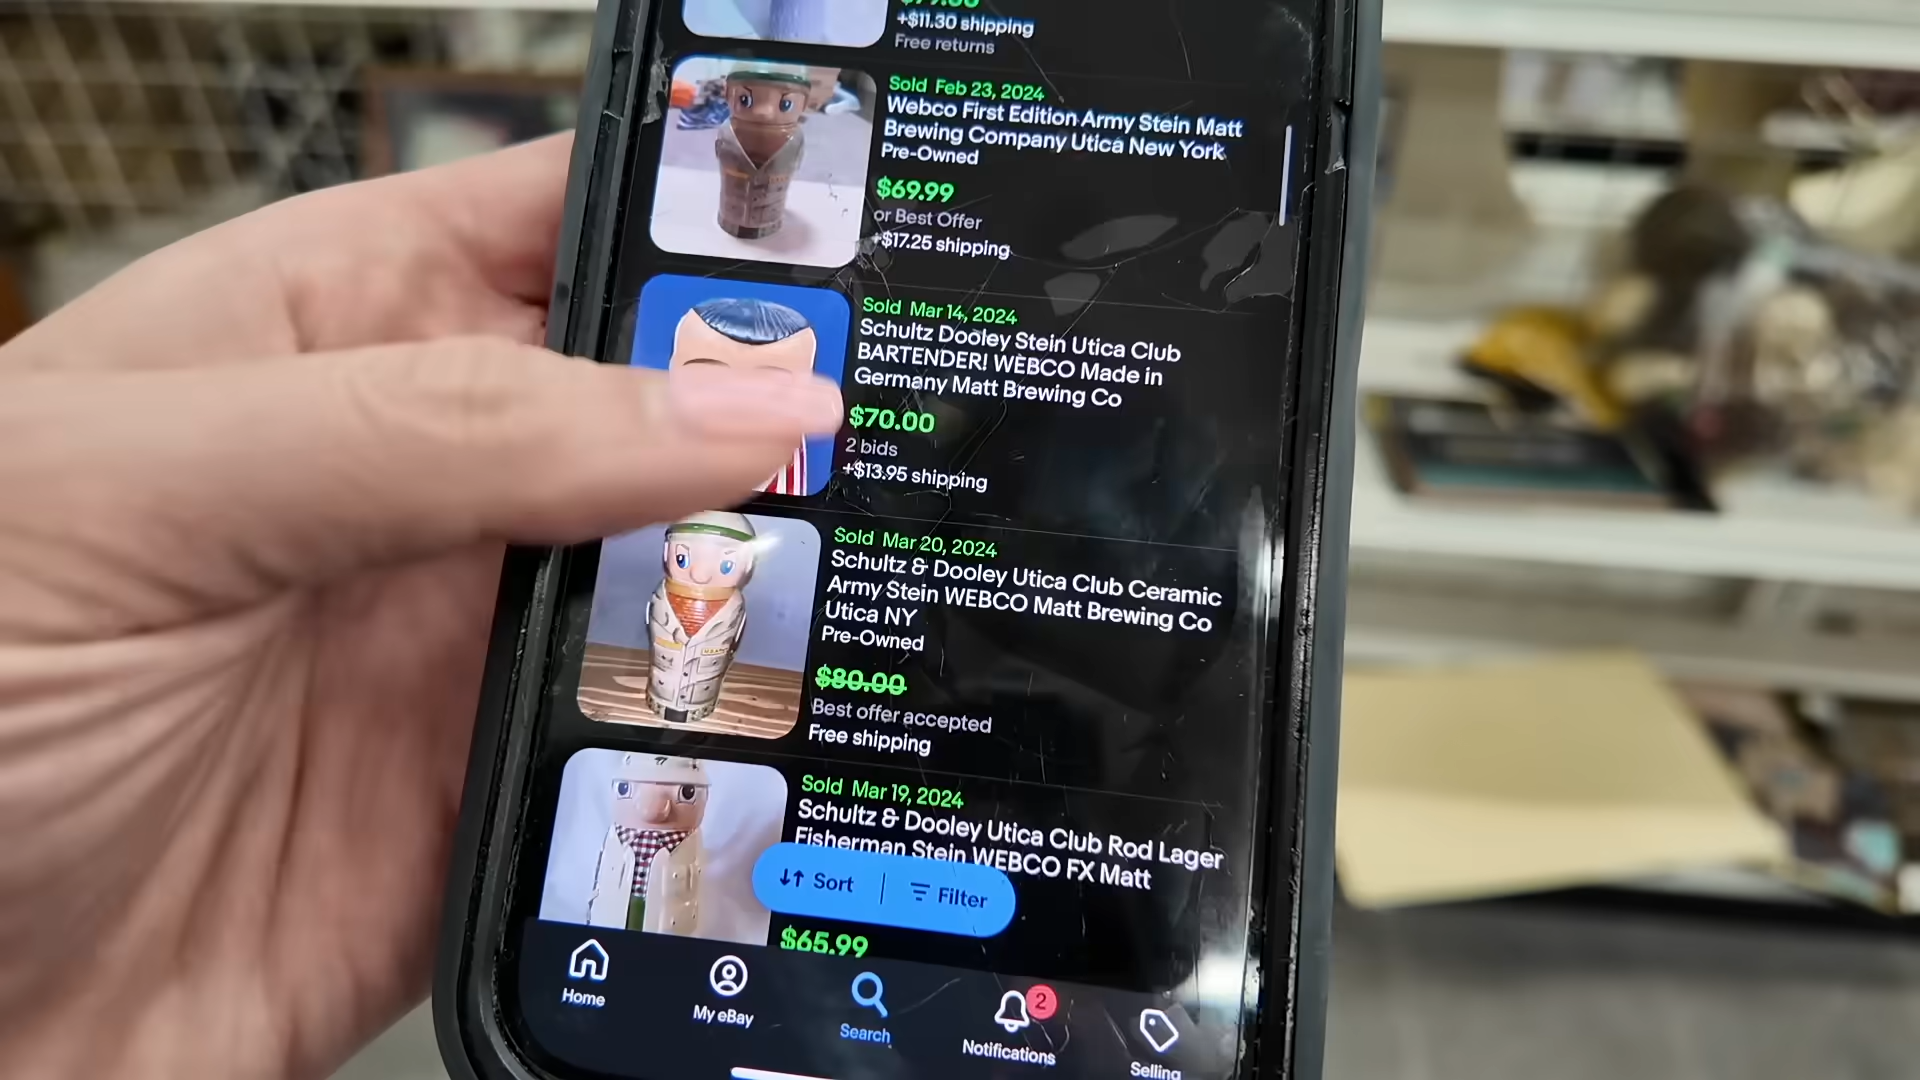 +$11.30 shipping
Free returns
Sold Feb 23, 2024
Webco First Edition Army Stein Matt
Brewing Company Utica New York
Pre-Owned
$69.99
or Best Offer
+$17.25 shipping
Sold Mar 14, 2024
Schultz Dooley Stein Utica Club
BARTENDER! WEBCO Made in
Germany Matt Brewing Co
$70.00
2 bids
+$13.95 shipping
Sold Mar 20, 2024
Schultz & Dooley Utica Club Ceramic
Army Stein WEBCO Matt Brewing Co
Utica NY
Pre-Owned
$80.00
Best offer accepted
Free shipping
Sold Mar 19, 2024
Schultz & Dooley Utica Club Rod Lager
Fisherman Stein WEBCO FX Matt
Sort
Filter
$65.99
Home
My eBay
Search
2
Notifications
Selling